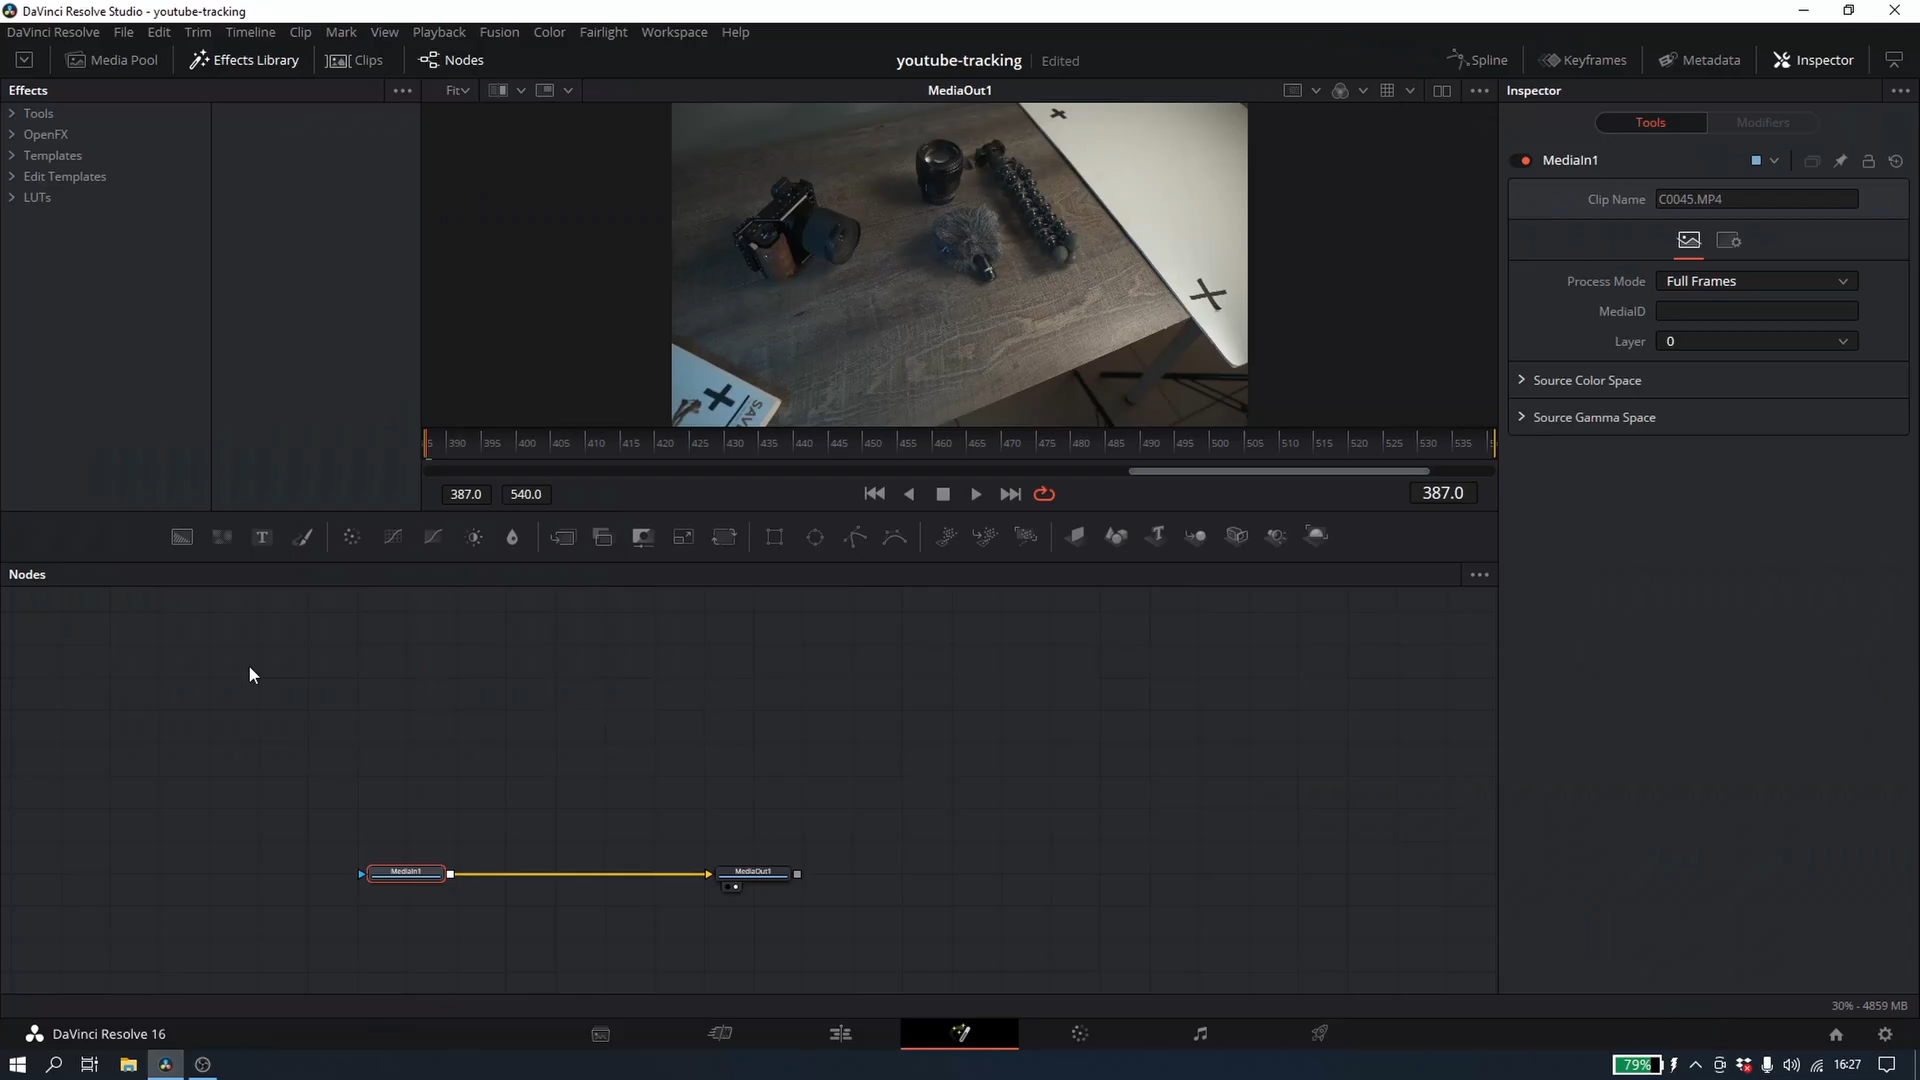 DaVinci Resolve Studio - youtube-tracking
DaVinci Resolve File Edit Trim Timeline Clip Mark View Playback Fusion Color Fairlight Workspace Help
Media Pool Effects Library Clips Nodes youtube-tracking Edited Spline Keyframes Metadata Inspector
Effects Fit MediaOut1 Inspector
Tools
OpenFX
Templates
Edit Templates
LUTs
Tools Modifiers
MediaIn1
Clip Name C0045.MP4
Process Mode Full Frames
MediaID
Layer 0
Source Color Space
Source Gamma Space
SAVE
390 395 400 405 410 415 420 425 430 435 440 445 450 455 460 465 470 475 480 485 490 495 500 505 510 515 520 525 530 535
387.0 540.0 387.0
Nodes
MediaIn1 MediaOut1
30% - 4859 MB
DaVinci Resolve 16
79% 16:27